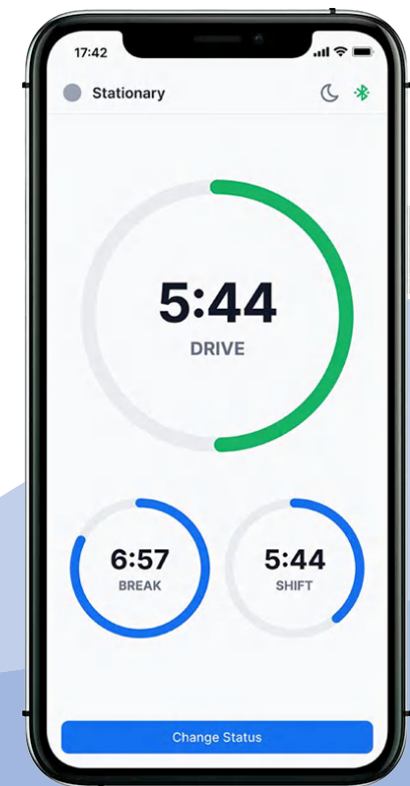 17:42
Stationary
5:44
DRIVE
6:57
BREAK
5:44
SHIFT
Change Status